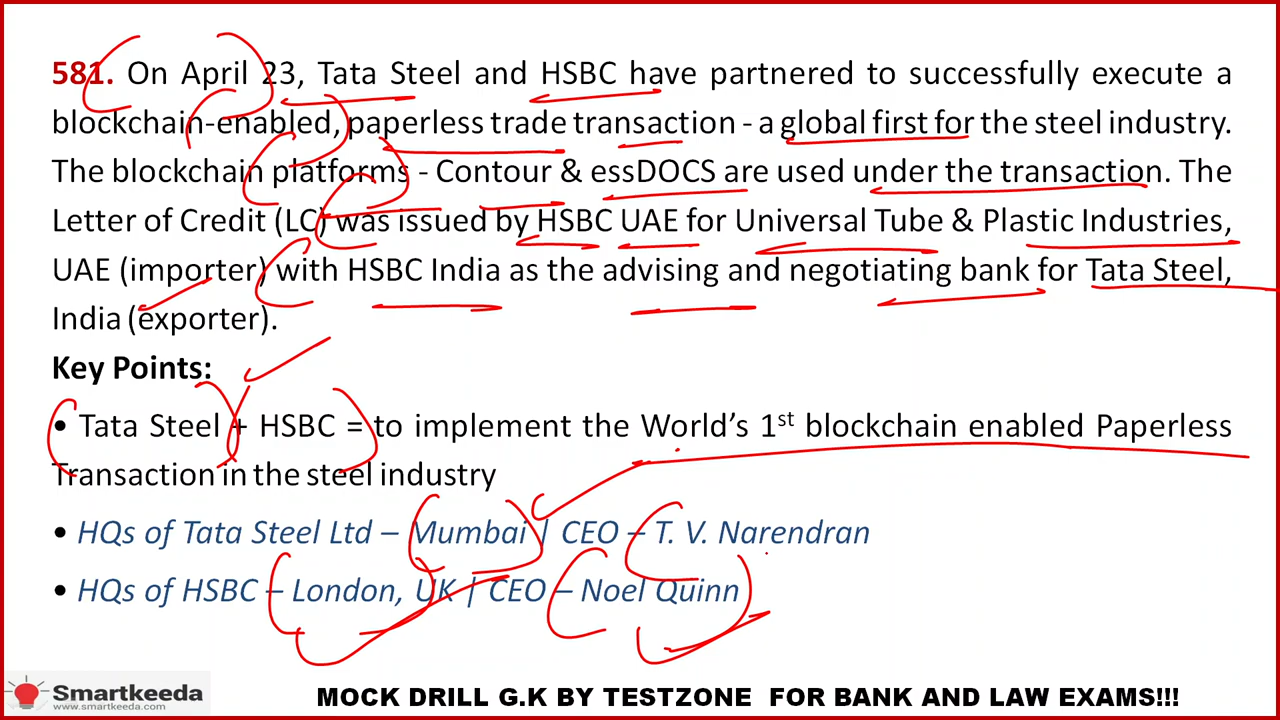 581. On April 23, Tata Steel and HSBC have partnered to successfully execute a
blockchain-enabled, paperless trade transaction - a global first for the steel industry.
The blockchain platforms - Contour & essDOCS are used under the transaction. The
Letter of Credit (LC) was issued by HSBC UAE for Universal Tube & Plastic Industries,
UAE (importer) with HSBC India as the advising and negotiating bank for Tata Steel,
India (exporter).
Key Points:
• Tata Steel + HSBC = to implement the World’s 1st blockchain enabled Paperless
Transaction in the steel industry
• HQs of Tata Steel Ltd – Mumbai | CEO – T. V. Narendran
• HQs of HSBC – London, UK | CEO – Noel Quinn
Smartkeeda
www.smartkeeda.com
MOCK DRILL G.K BY TESTZONE FOR BANK AND LAW EXAMS!!!